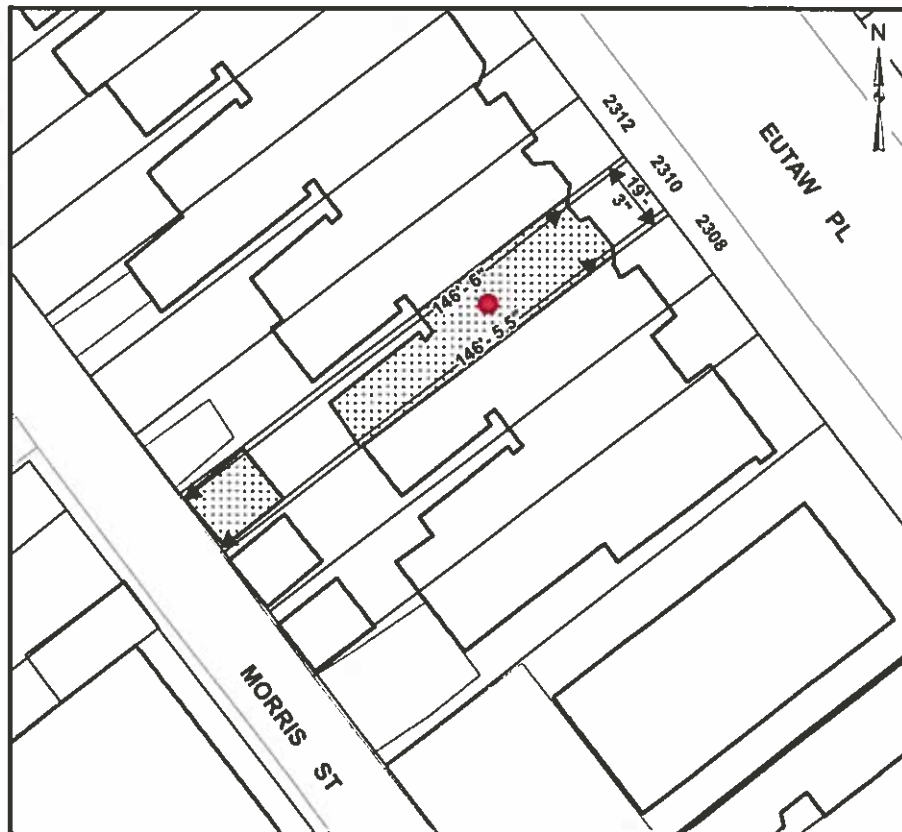 N
2312
EUTAW PL
2310
19'-
3"
2308
146'- 6"
146'- 5.5"
MORRIS ST